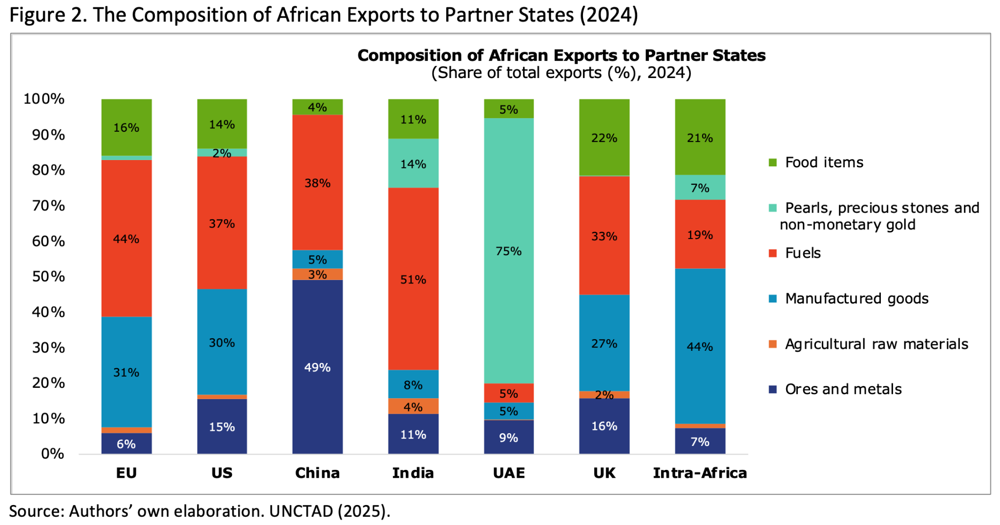 Figure 2. The Composition of African Exports to Partner States (2024)
Composition of African Exports to Partner States
(Share of total exports (%), 2024)
100%
90%
80%
70%
60%
50%
40%
30%
20%
10%
0%
16%
44%
31%
6%
14%
2%
37%
30%
15%
4%
38%
5%
3%
49%
11%
14%
51%
8%
4%
11%
5%
75%
5%
5%
9%
22%
33%
27%
2%
16%
21%
7%
19%
44%
7%
EU
US
China
India
UAE
UK
Intra-Africa
Food items
Pearls, precious stones and
non-monetary gold
Fuels
Manufactured goods
Agricultural raw materials
Ores and metals
Source: Authors’ own elaboration. UNCTAD (2025).